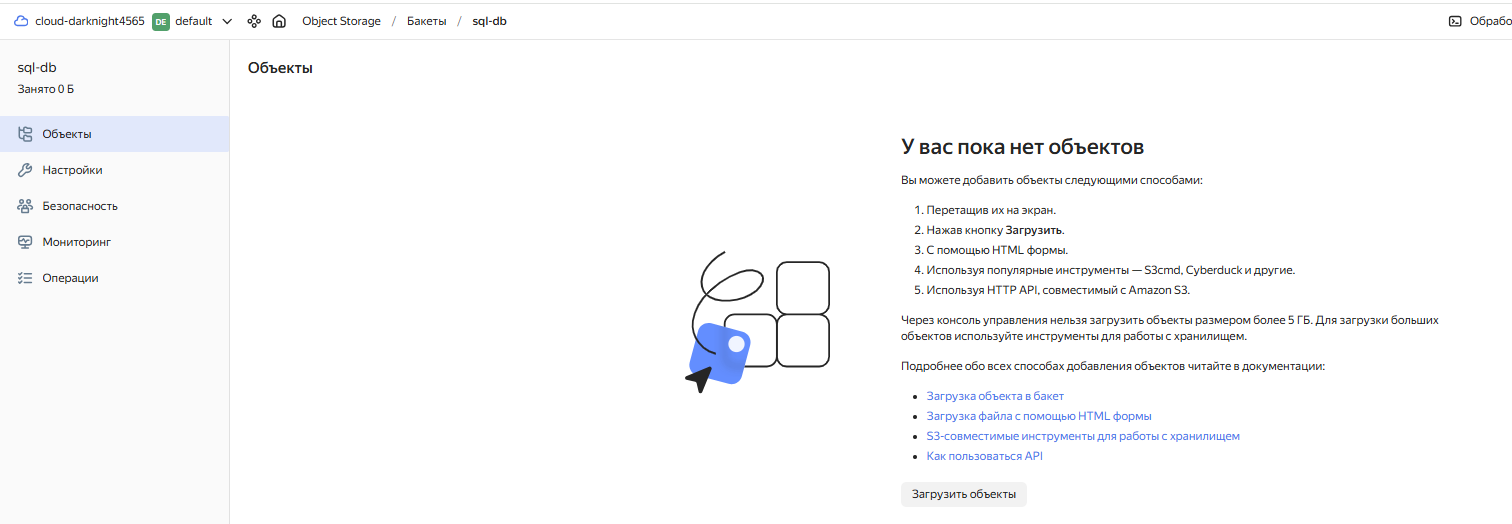 cloud-darknight4565 DE default Object Storage / Бакеты / sql-db Обрабо
sql-db
Занято 0 Б
Объекты
Настройки
Безопасность
Мониторинг
Операции
Объекты
У вас пока нет объектов
Вы можете добавить объекты следующими способами:
1. Перетащив их на экран.
2. Нажав кнопку Загрузить.
3. С помощью HTML формы.
4. Используя популярные инструменты — S3cmd, Cyberduck и другие.
5. Используя HTTP API, совместимый с Amazon S3.
Через консоль управления нельзя загрузить объекты размером более 5 ГБ. Для загрузки больших
объектов используйте инструменты для работы с хранилищем.
Подробнее обо всех способах добавления объектов читайте в документации:
• Загрузка объекта в бакет
• Загрузка файла с помощью HTML формы
• S3-совместимые инструменты для работы с хранилищем
• Как пользоваться API
Загрузить объекты